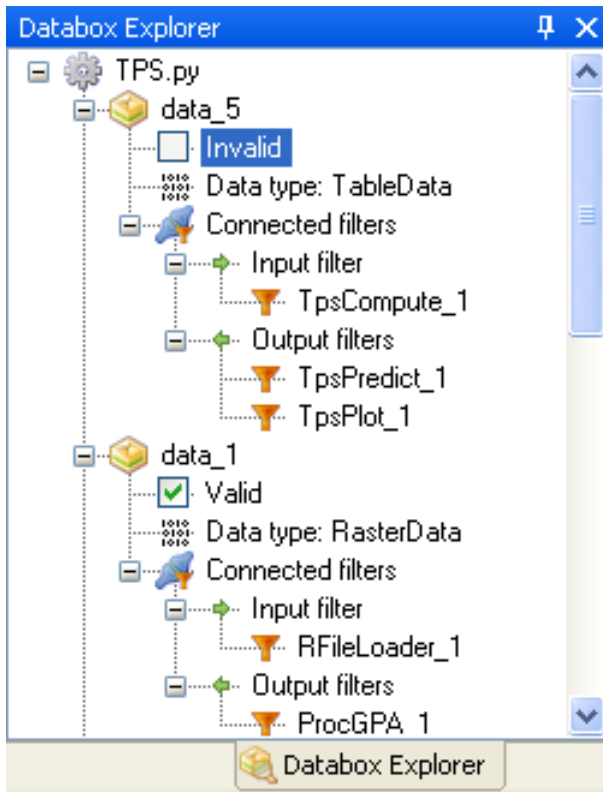 Databox Explorer
TPS.py
data_5
Invalid
Data type: TableData
Connected filters
Input filter
TpsCompute_1
Output filters
TpsPredict_1
TpsPlot_1
data_1
Valid
Data type: RasterData
Connected filters
Input filter
RFileLoader_1
Output filters
ProcGPA_1
Databox Explorer